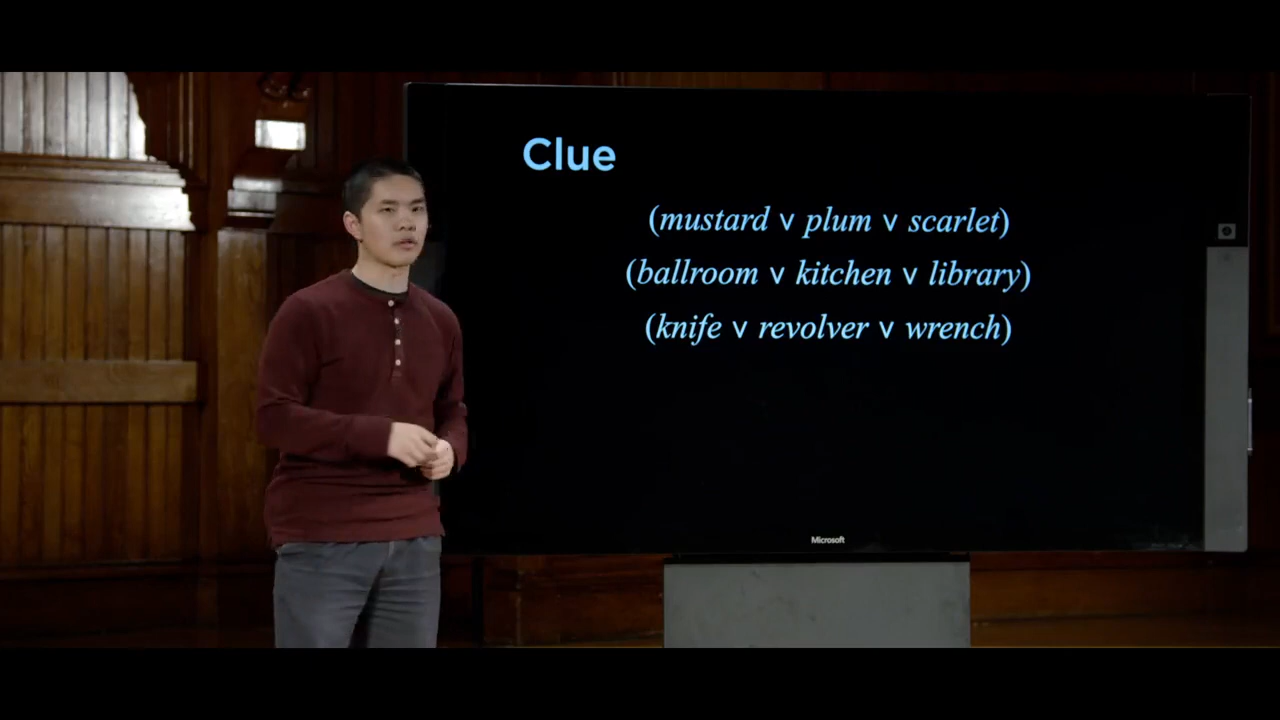 Clue
(mustard ∨ plum ∨ scarlet)
(ballroom ∨ kitchen ∨ library)
(knife ∨ revolver ∨ wrench)
Microsoft